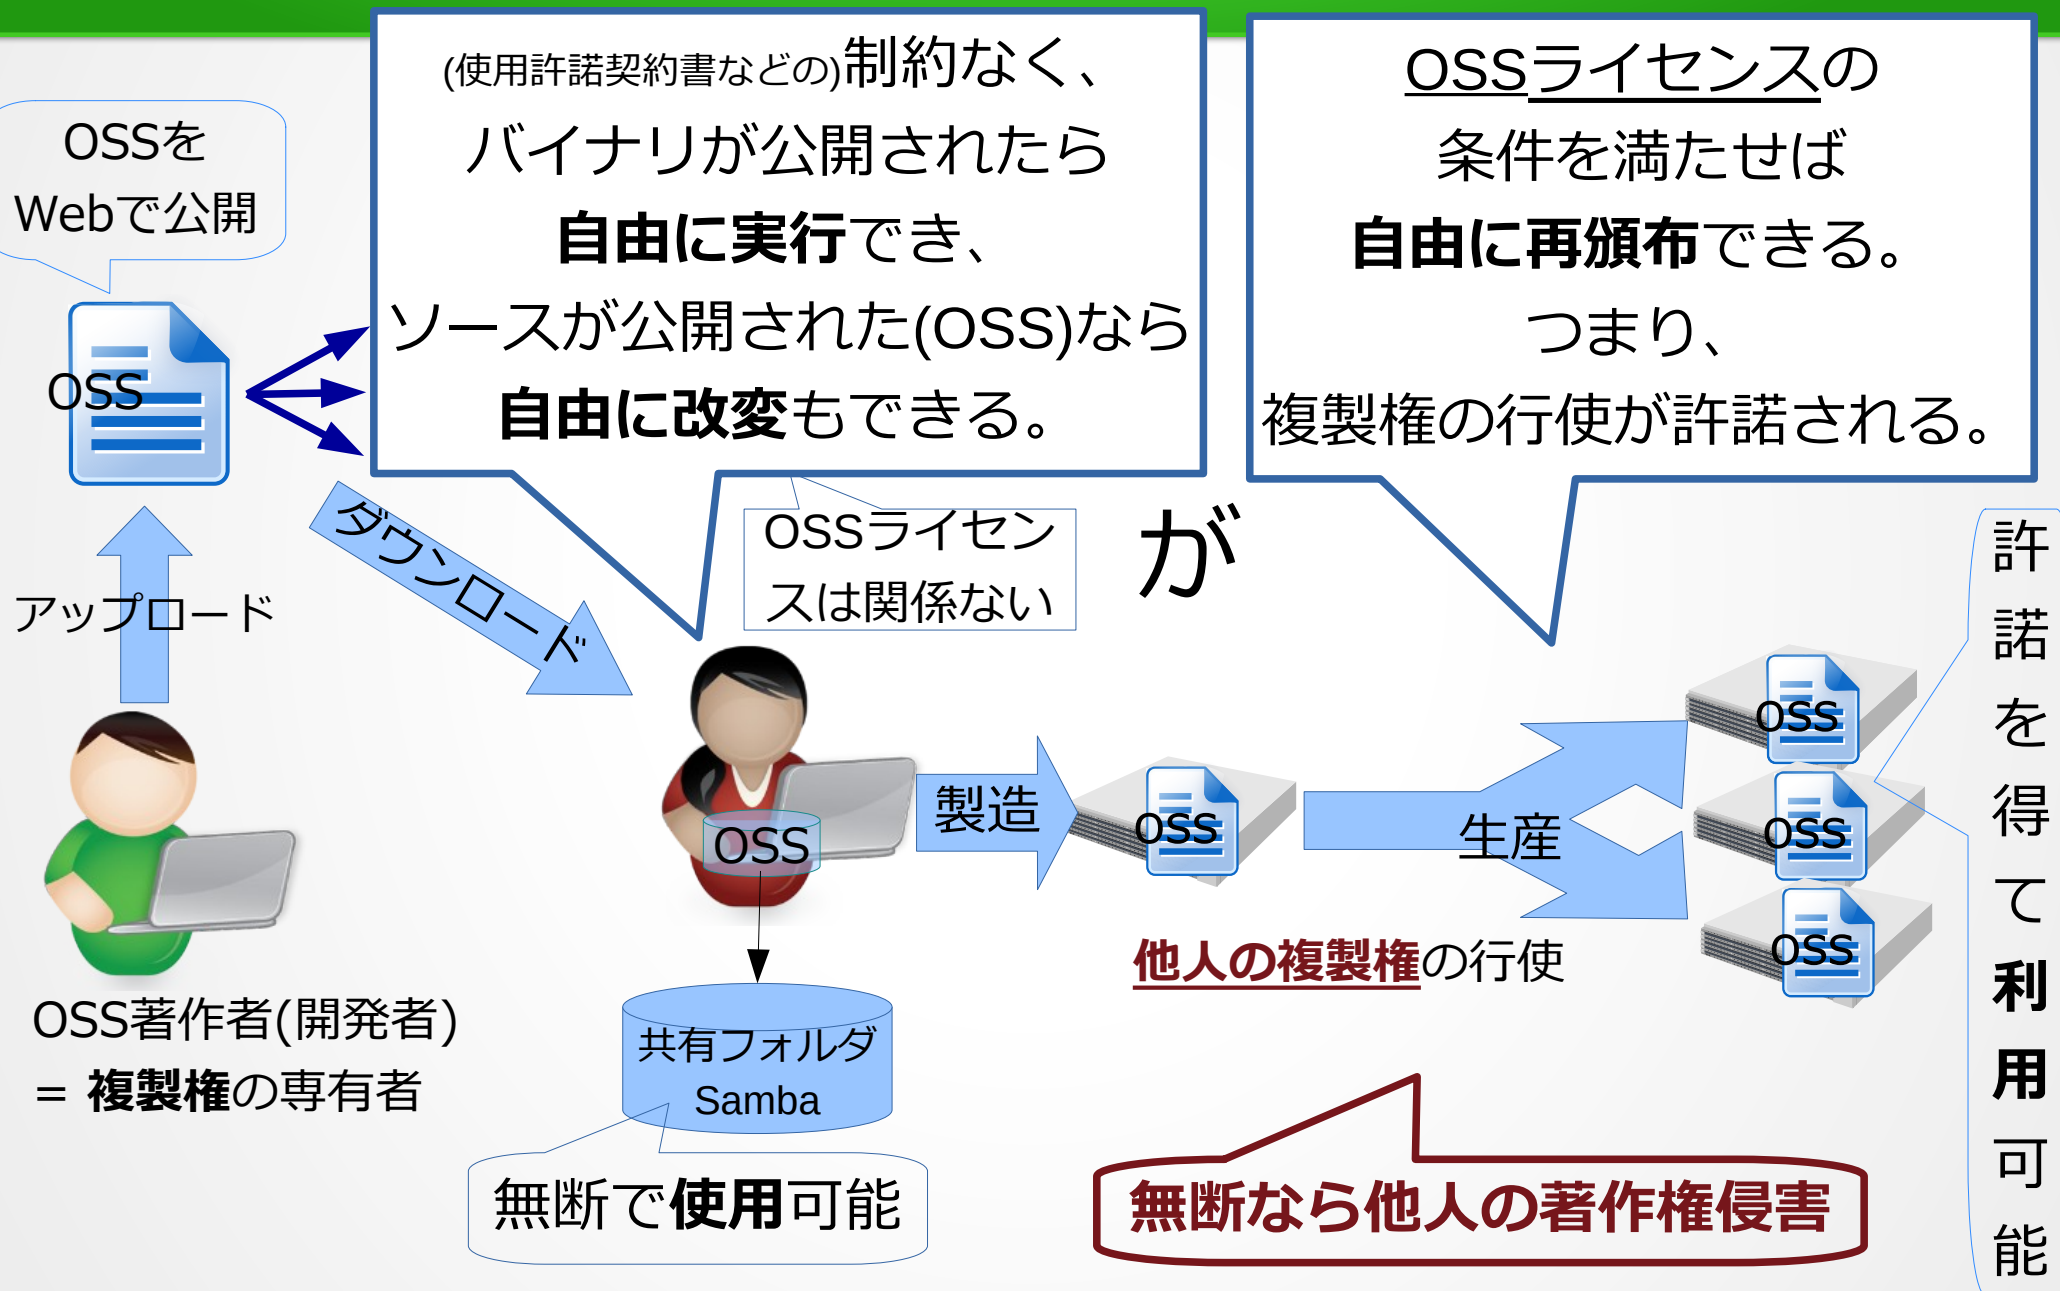 OSSを
Webで公開
(使用許諾契約書などの)制約なく、
バイナリが公開されたら
自由に実行でき、
ソースが公開された(OSS)なら
自由に改変もできる。
OSSライセンスの
条件を満たせば
自由に再頒布できる。
つまり、
複製権の行使が許諾される。
OSS
ダウンロード
OSSライセン
スは関係ない
が
アップロード
OSS
製造
OSS
生産
OSS
OSS
OSS
許諾を得て利用可能
他人の複製権の行使
OSS著作者(開発者)
= 複製権の専有者
共有フォルダ
Samba
無断で使用可能
無断なら他人の著作権侵害